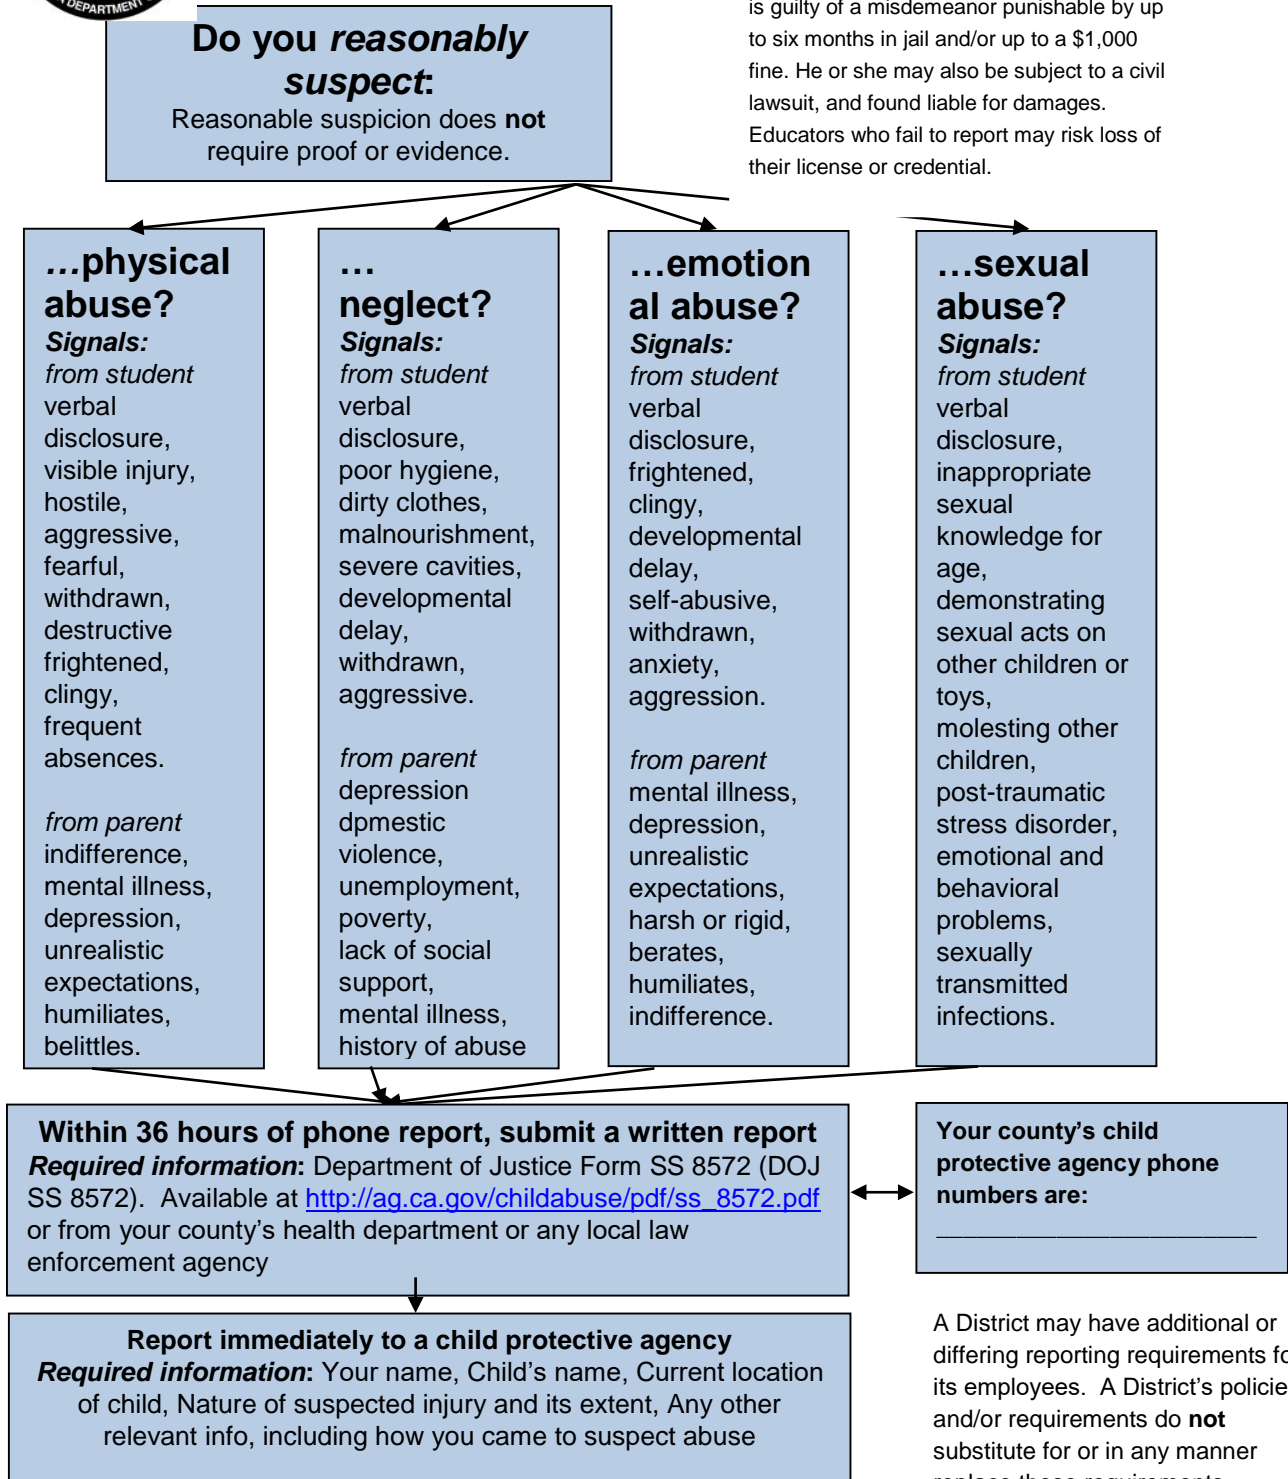 DEPARTMENT
Do you reasonably
suspect:
Reasonable suspicion does not
require proof or evidence.
is guilty of a misdemeanor punishable by up
to six months in jail and/or up to a $1,000
fine. He or she may also be subject to a civil
lawsuit, and found liable for damages.
Educators who fail to report may risk loss of
their license or credential.
…physical
abuse?
Signals:
from student
verbal
disclosure,
visible injury,
hostile,
aggressive,
fearful,
withdrawn,
destructive
frightened,
clingy,
frequent
absences.
from parent
indifference,
mental illness,
depression,
unrealistic
expectations,
humiliates,
belittles.
…
neglect?
Signals:
from student
verbal
disclosure,
poor hygiene,
dirty clothes,
malnourishment,
severe cavities,
developmental
delay,
withdrawn,
aggressive.
from parent
depression
dpmestic
violence,
unemployment,
poverty,
lack of social
support,
mental illness,
history of abuse
…emotion
al abuse?
Signals:
from student
verbal
disclosure,
frightened,
clingy,
developmental
delay,
self-abusive,
withdrawn,
anxiety,
aggression.
from parent
mental illness,
depression,
unrealistic
expectations,
harsh or rigid,
berates,
humiliates,
indifference.
…sexual
abuse?
Signals:
from student
verbal
disclosure,
inappropriate
sexual
knowledge for
age,
demonstrating
sexual acts on
other children or
toys,
molesting other
children,
post-traumatic
stress disorder,
emotional and
behavioral
problems,
sexually
transmitted
infections.
Within 36 hours of phone report, submit a written report
Required information: Department of Justice Form SS 8572 (DOJ
SS 8572). Available at http://ag.ca.gov/childabuse/pdf/ss_8572.pdf
or from your county's health department or any local law
enforcement agency
Your county's child
protective agency phone
numbers are:
________________________
Report immediately to a child protective agency
Required information: Your name, Child's name, Current location
of child, Nature of suspected injury and its extent, Any other
relevant info, including how you came to suspect abuse
A District may have additional or
differing reporting requirements fo
its employees. A District's policie
and/or requirements do not
substitute for or in any manner
replace these requirements